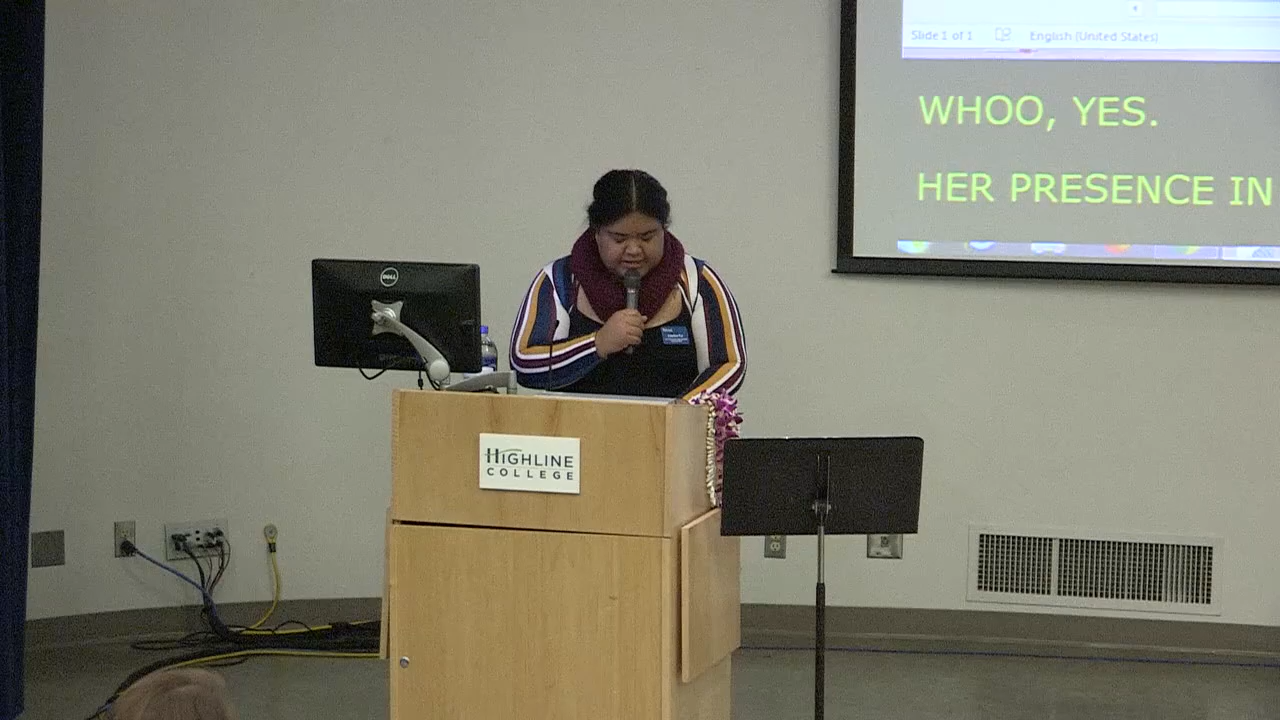 Slide 1 of 1 English (United States)
WHOO, YES.
HER PRESENCE IN
DELL
HIGHLINE
COLLEGE